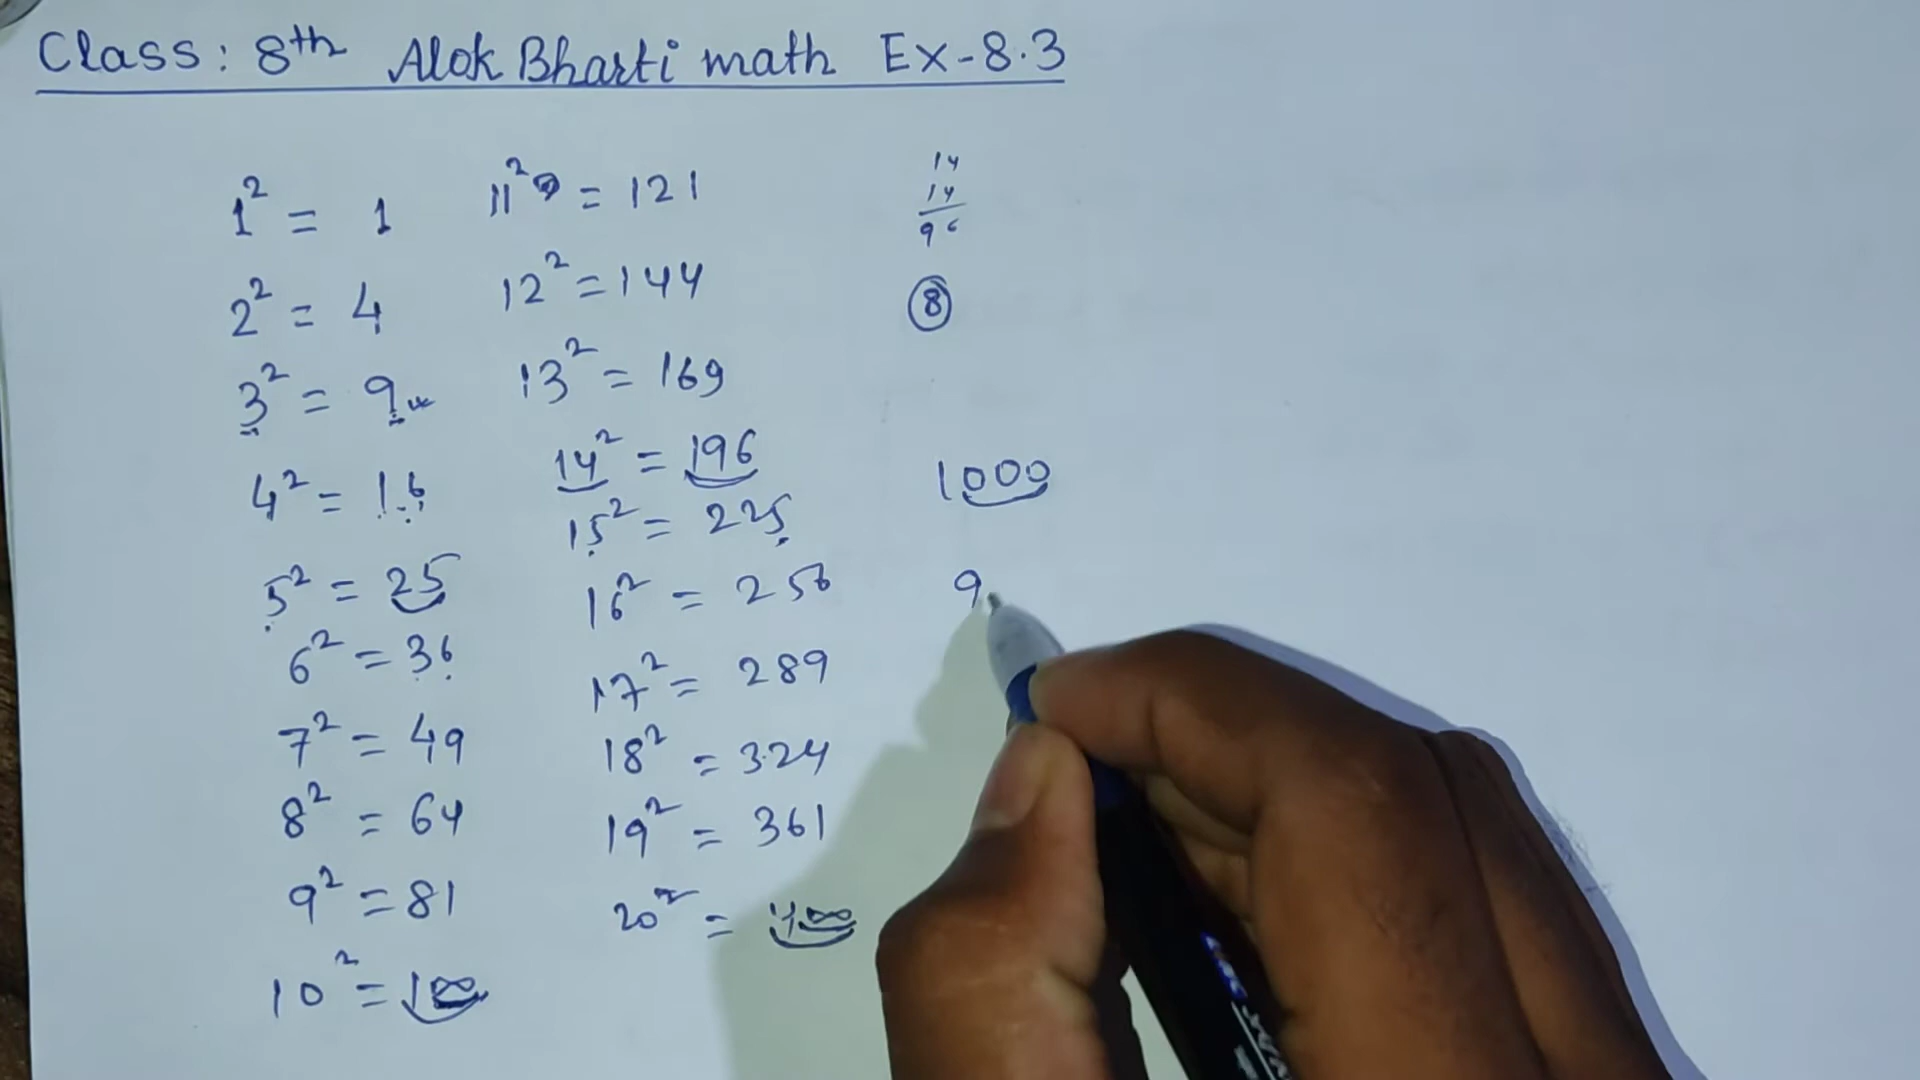 Class: 8th Alok Bharti math Ex-8.3
1² = 1
2² = 4
3² = 9
4² = 16
5² = 25
6² = 36
7² = 49
8² = 64
9² = 81
10² = 100
11² = 121
12² = 144
13² = 169
14² = 196
15² = 225
16² = 256
17² = 289
18² = 324
19² = 361
20² = 400
14
14
96
8
1000
9